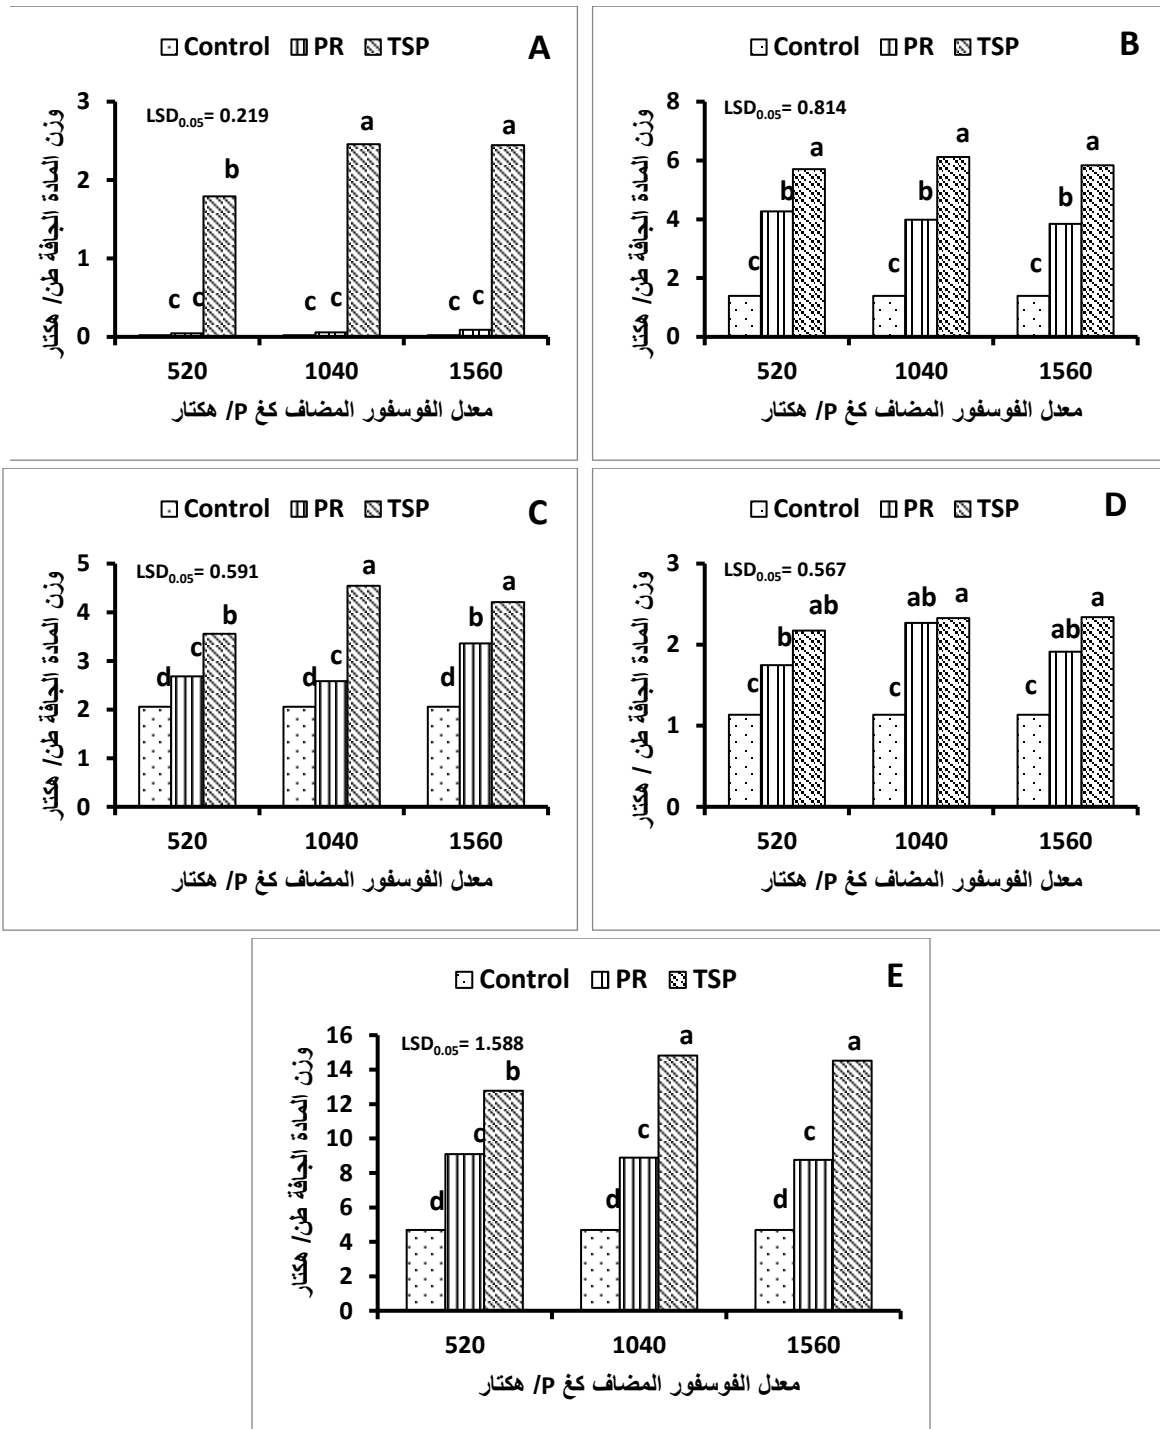 Control PR TSP A
LSD0.05= 0.219
وزن المادة الجافة طن/ هكتار
3
2
1
0
c c b
c c a
c c a
520 1040 1560
معدل الفوسفور المضاف كغ P/ هكتار
Control PR TSP B
LSD0.05= 0.814
وزن المادة الجافة طن/ هكتار
8
6
4
2
0
c b a
c b a
c b a
520 1040 1560
معدل الفوسفور المضاف كغ P/ هكتار
Control PR TSP C
LSD0.05= 0.591
وزن المادة الجافة طن/ هكتار
5
4
3
2
1
0
d c b
d c a
d b a
520 1040 1560
معدل الفوسفور المضاف كغ P/ هكتار
Control PR TSP D
LSD0.05= 0.567
وزن المادة الجافة طن / هكتار
3
2
1
0
c b ab
c ab a
c ab a
520 1040 1560
معدل الفوسفور المضاف كغ P/ هكتار
Control PR TSP E
LSD0.05= 1.588
وزن المادة الجافة طن/ هكتار
16
14
12
10
8
6
4
2
0
d c b
d c a
d c a
520 1040 1560
معدل الفوسفور المضاف كغ P/ هكتار